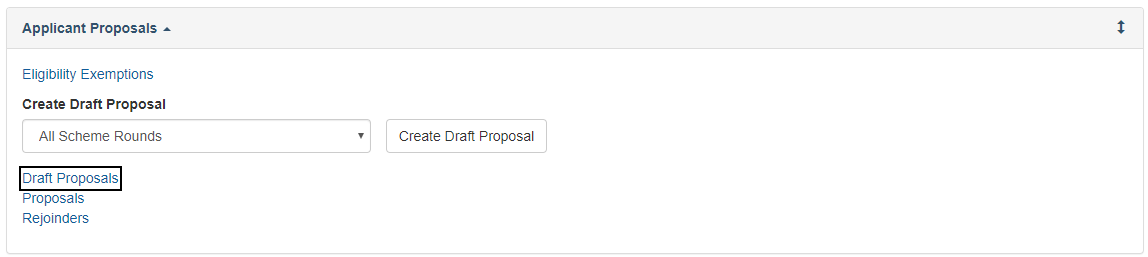 Applicant Proposals
Eligibility Exemptions
Create Draft Proposal
All Scheme Rounds Create Draft Proposal
Draft Proposals
Proposals
Rejoinders